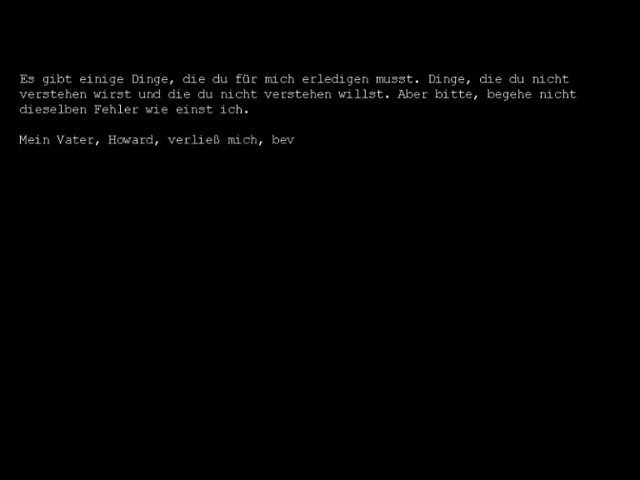 Es gibt einige Dinge, die du für mich erledigen musst. Dinge, die du nicht
verstehen wirst und die du nicht verstehen willst. Aber bitte, begehe nicht
dieselben Fehler wie einst ich.
Mein Vater, Howard, verließ mich, bev